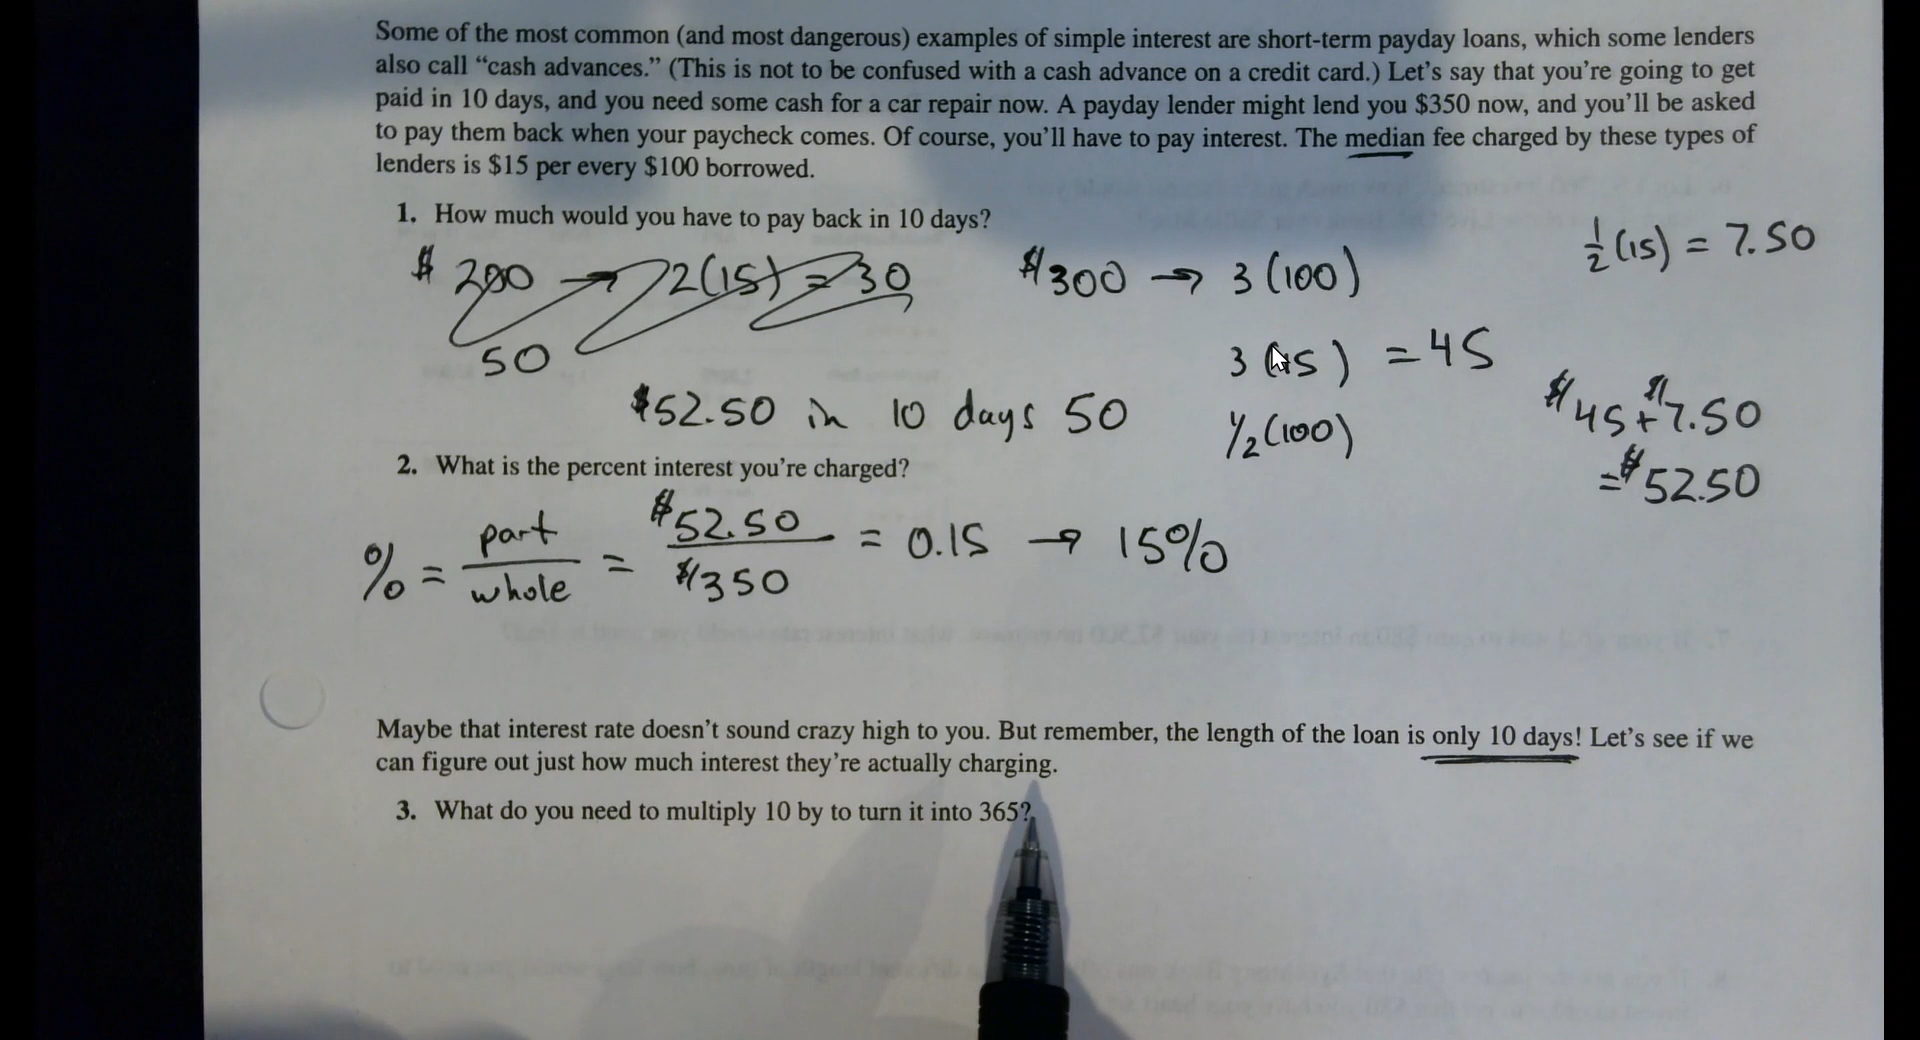 Some of the most common (and most dangerous) examples of simple interest are short-term payday loans, which some lenders
also call “cash advances.” (This is not to be confused with a cash advance on a credit card.) Let’s say that you’re going to get
paid in 10 days, and you need some cash for a car repair now. A payday lender might lend you $350 now, and you’ll be asked
to pay them back when your paycheck comes. Of course, you’ll have to pay interest. The median fee charged by these types of
lenders is $15 per every $100 borrowed.
1. How much would you have to pay back in 10 days?
½(15) = 7.50
$ 200 → 2(15) = 30
$300 → 3(100)
50
3(15) = 45
$45 + $7.50
$52.50 in 10 days
50
½(100)
= $52.50
2. What is the percent interest you’re charged?
% = part/whole = $52.50/$350 = 0.15 → 15%
Maybe that interest rate doesn’t sound crazy high to you. But remember, the length of the loan is only 10 days! Let’s see if we
can figure out just how much interest they’re actually charging.
3. What do you need to multiply 10 by to turn it into 365?